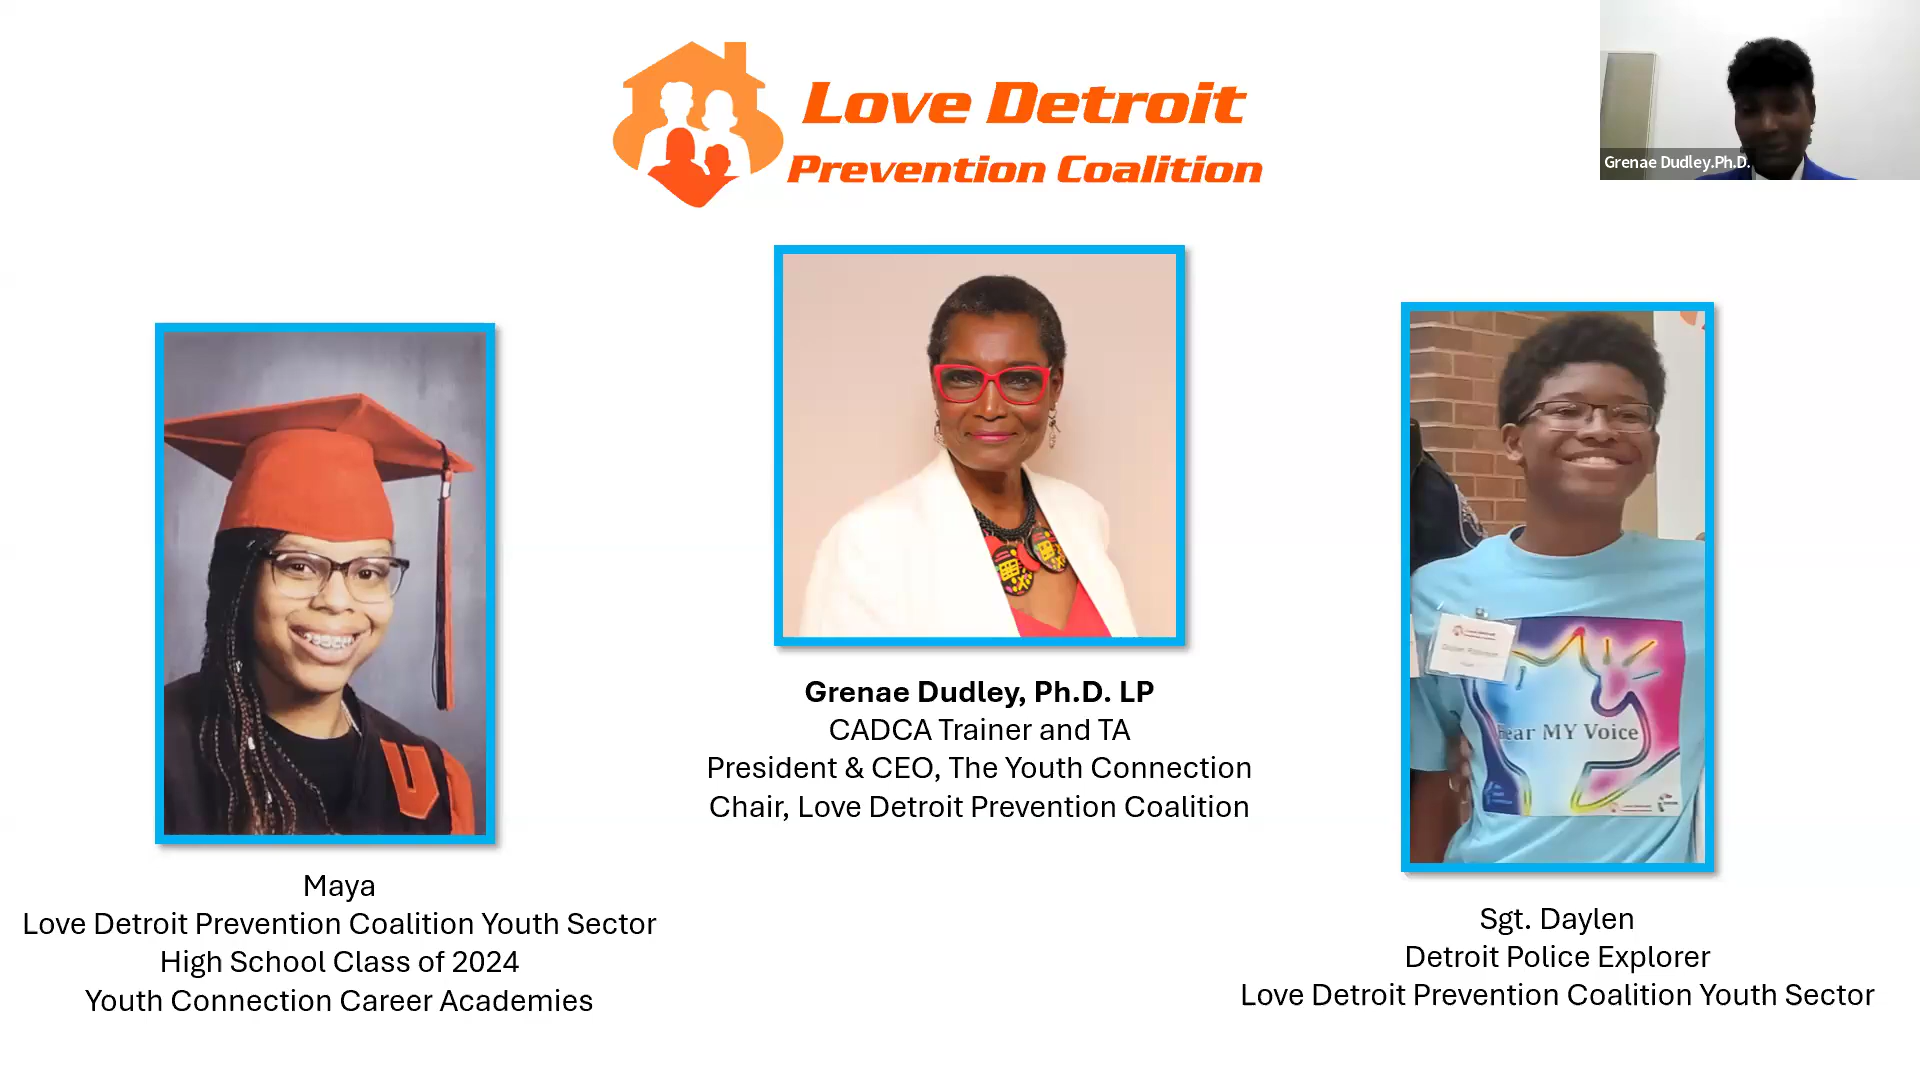 Love Detroit
Prevention Coalition
Grenae Dudley.Ph.D.
Grenae Dudley, Ph.D. LP
CADCA Trainer and TA
President & CEO, The Youth Connection
Chair, Love Detroit Prevention Coalition
U
Maya
Love Detroit Prevention Coalition Youth Sector
High School Class of 2024
Youth Connection Career Academies
MY Voice
Sgt. Daylen
Detroit Police Explorer
Love Detroit Prevention Coalition Youth Sector